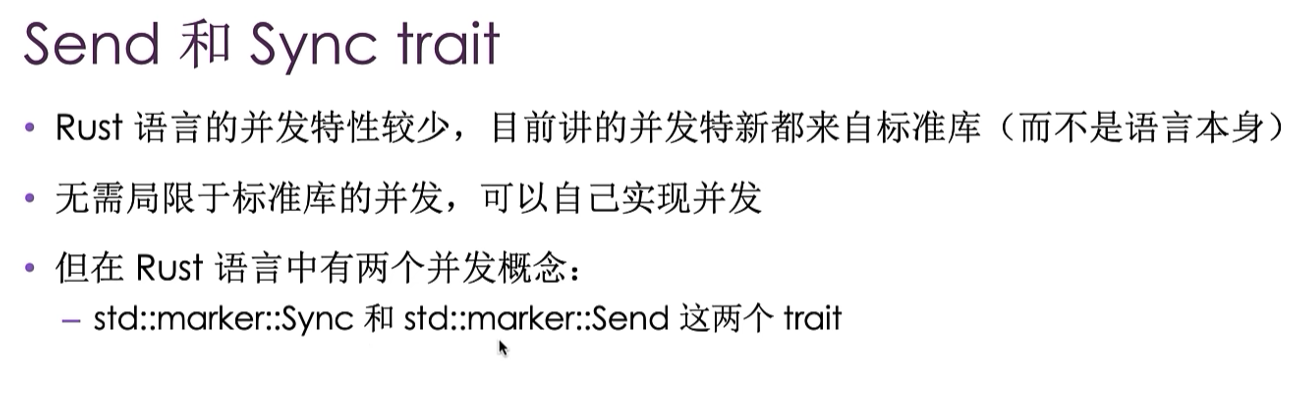 Send 和 Sync trait
• Rust 语言的并发特性较少，目前讲的并发特新都来自标准库（而不是语言本身）
• 无需局限于标准库的并发，可以自己实现并发
• 但在 Rust 语言中有两个并发概念：
– std::marker::Sync 和 std::marker::Send 这两个 trait